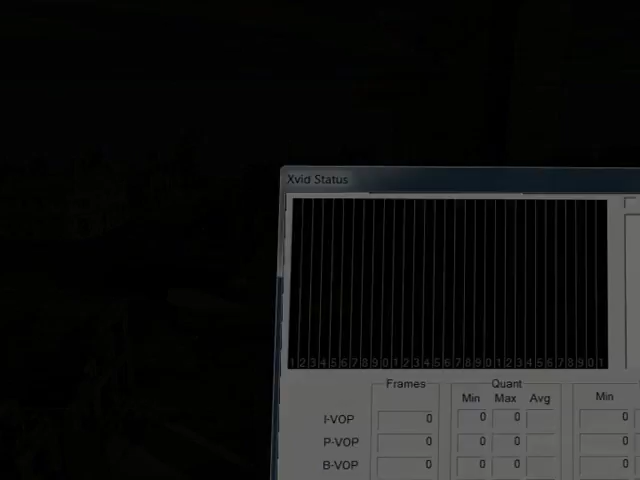 Xvid Status
1 2 3 4 5 6 7 8 9 0 1 2 3 4 5 6 7 8 9 0 1 2 3 4 5 6 7 8 9 0 1
Frames Quant
Min Max Avg Min
I-VOP 0 0 0 0
P-VOP 0 0 0 0
B-VOP 0 0 0 0